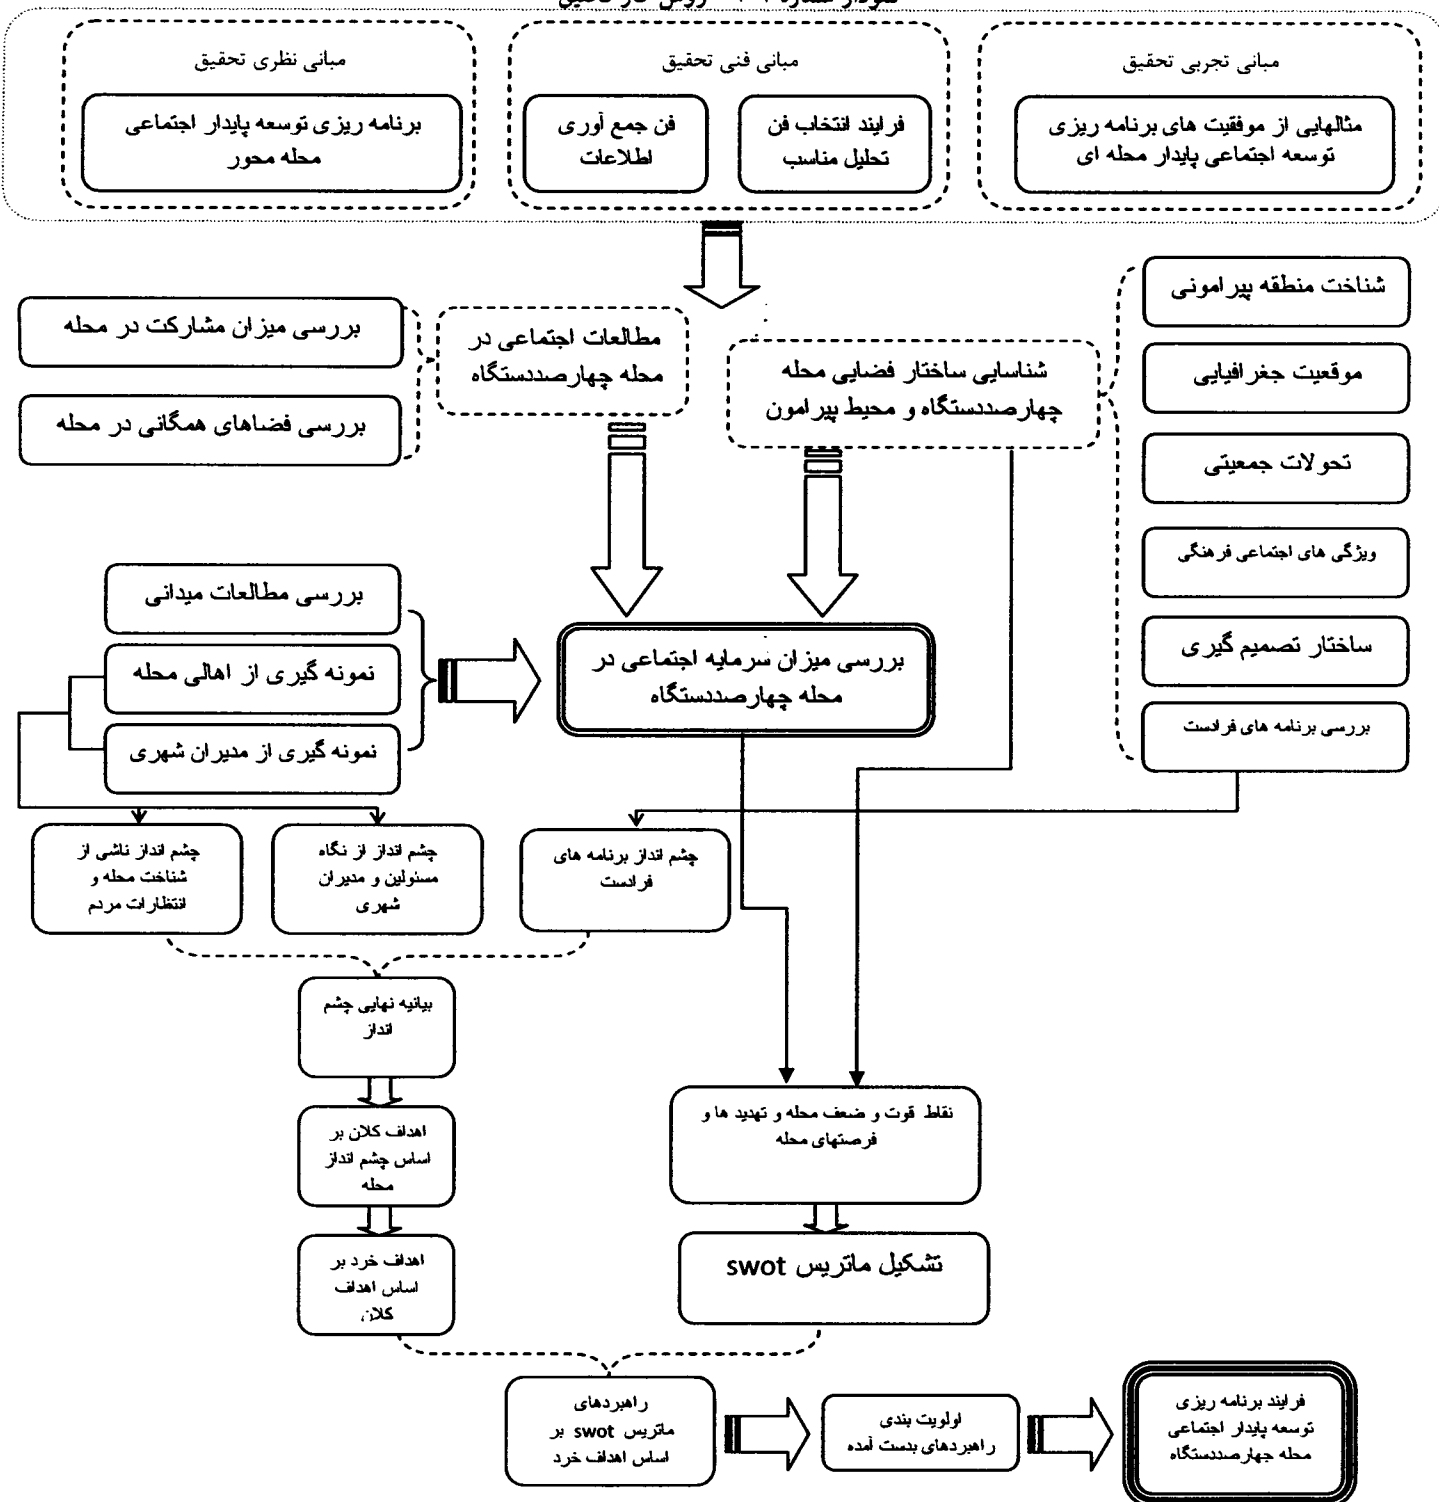 مبانی تجربی تحقیق
مثالهایی از موفقیت های برنامه ریزی
توسعه اجتماعی پایدار محله ای
مبانی فنی تحقیق
فرایند انتخاب فن
تحلیل مناسب
فن جمع آوری
اطلاعات
مبانی نظری تحقیق
برنامه ریزی توسعه پایدار اجتماعی
محله محور
شناخت منطقه پیرامونی
موقعیت جغرافیایی
تحولات جمعیتی
ویژگی های اجتماعی فرهنگی
ساختار تصمیم گیری
بررسی برنامه های فرادست
شناسایی ساختار فضایی محله
چهارصددستگاه و محیط پیرامون
مطالعات اجتماعی در
محله چهارصددستگاه
بررسی میزان مشارکت در محله
بررسی فضاهای همگانی در محله
بررسی مطالعات میدانی
نمونه گیری از اهالی محله
نمونه گیری از مدیران شهری
بررسی میزان سرمایه اجتماعی در
محله چهارصددستگاه
چشم انداز برنامه های
فرادست
چشم انداز از نگاه
مسئولین و مدیران
شهری
چشم انداز ناشی از
شناخت محله و
انتظارات مردم
بیانیه نهایی چشم
انداز
اهداف کلان بر
اساس چشم انداز
محله
اهداف خرد بر
اساس اهداف
کلان
نقاط قوت و ضعف محله و تهدید ها و
فرصتهای محله
تشکیل ماتریس swot
راهبردهای
ماتریس swot بر
اساس اهداف خرد
اولویت بندی
راهبردهای بدست آمده
فرایند برنامه ریزی
توسعه پایدار اجتماعی
محله چهارصددستگاه